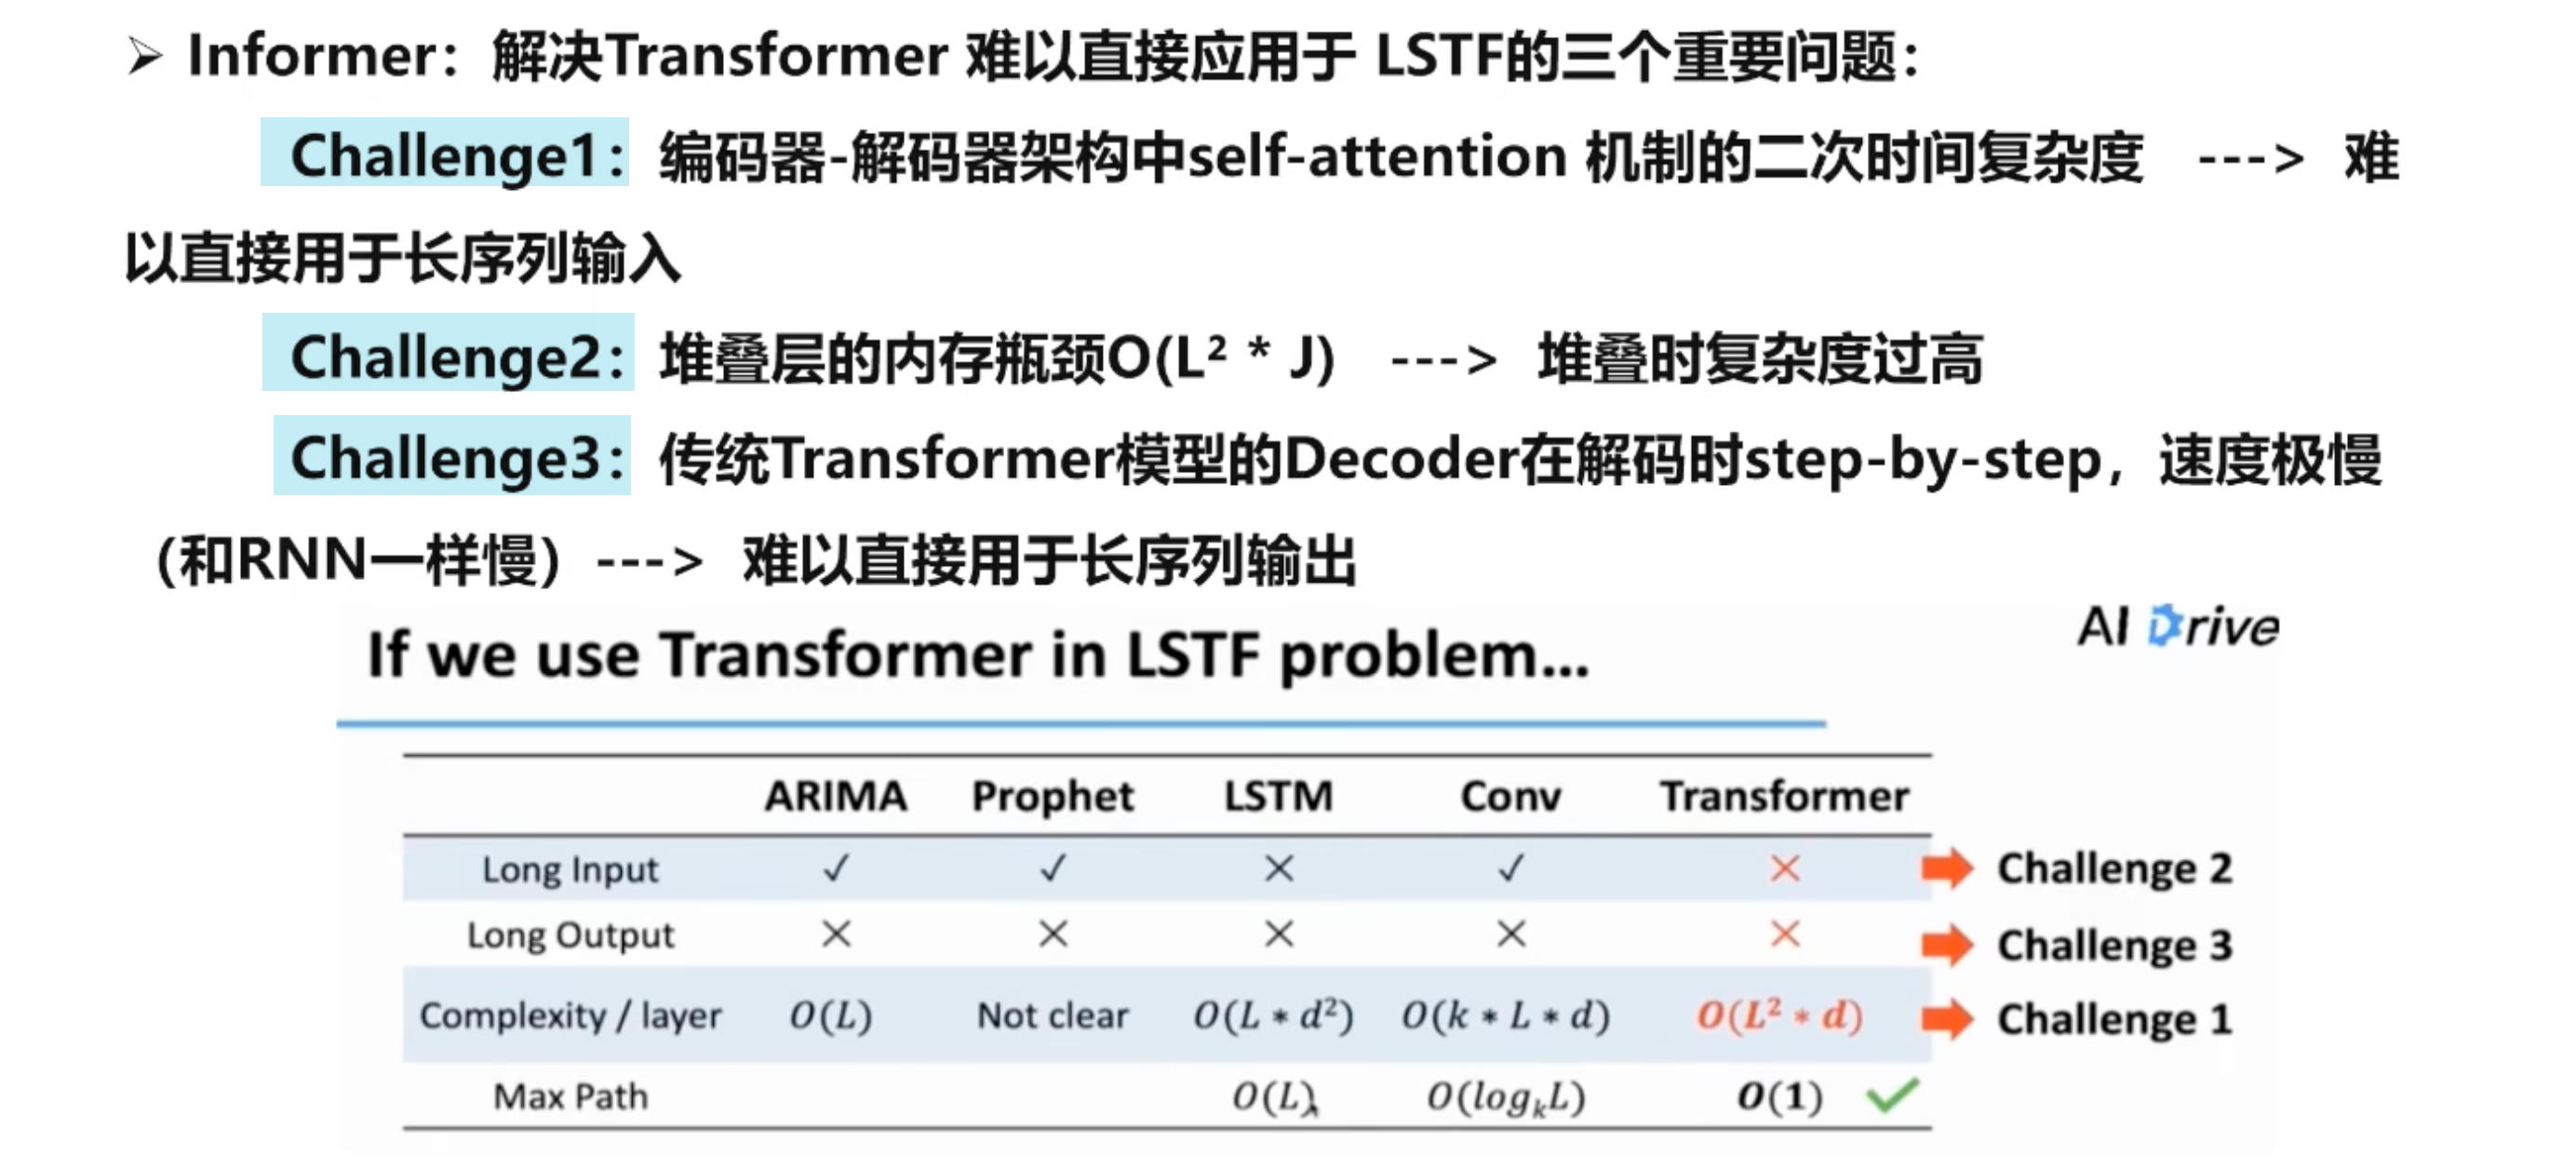 ➢ Informer：解决Transformer 难以直接应用于 LSTF的三个重要问题：
Challenge1：编码器-解码器架构中self-attention 机制的二次时间复杂度 ---> 难
以直接用于长序列输入
Challenge2：堆叠层的内存瓶颈O(L² * J) ---> 堆叠时复杂度过高
Challenge3：传统Transformer模型的Decoder在解码时step-by-step，速度极慢
（和RNN一样慢）---> 难以直接用于长序列输出
AI Drive
If we use Transformer in LSTF problem...
ARIMA Prophet LSTM Conv Transformer
Long Input ✓ ✓ × ✓ × Challenge 2
Long Output × × × × × Challenge 3
Complexity / layer O(L) Not clear O(L * d²) O(k * L * d) O(L² * d) Challenge 1
Max Path O(L) O(logₖL) O(1) ✓